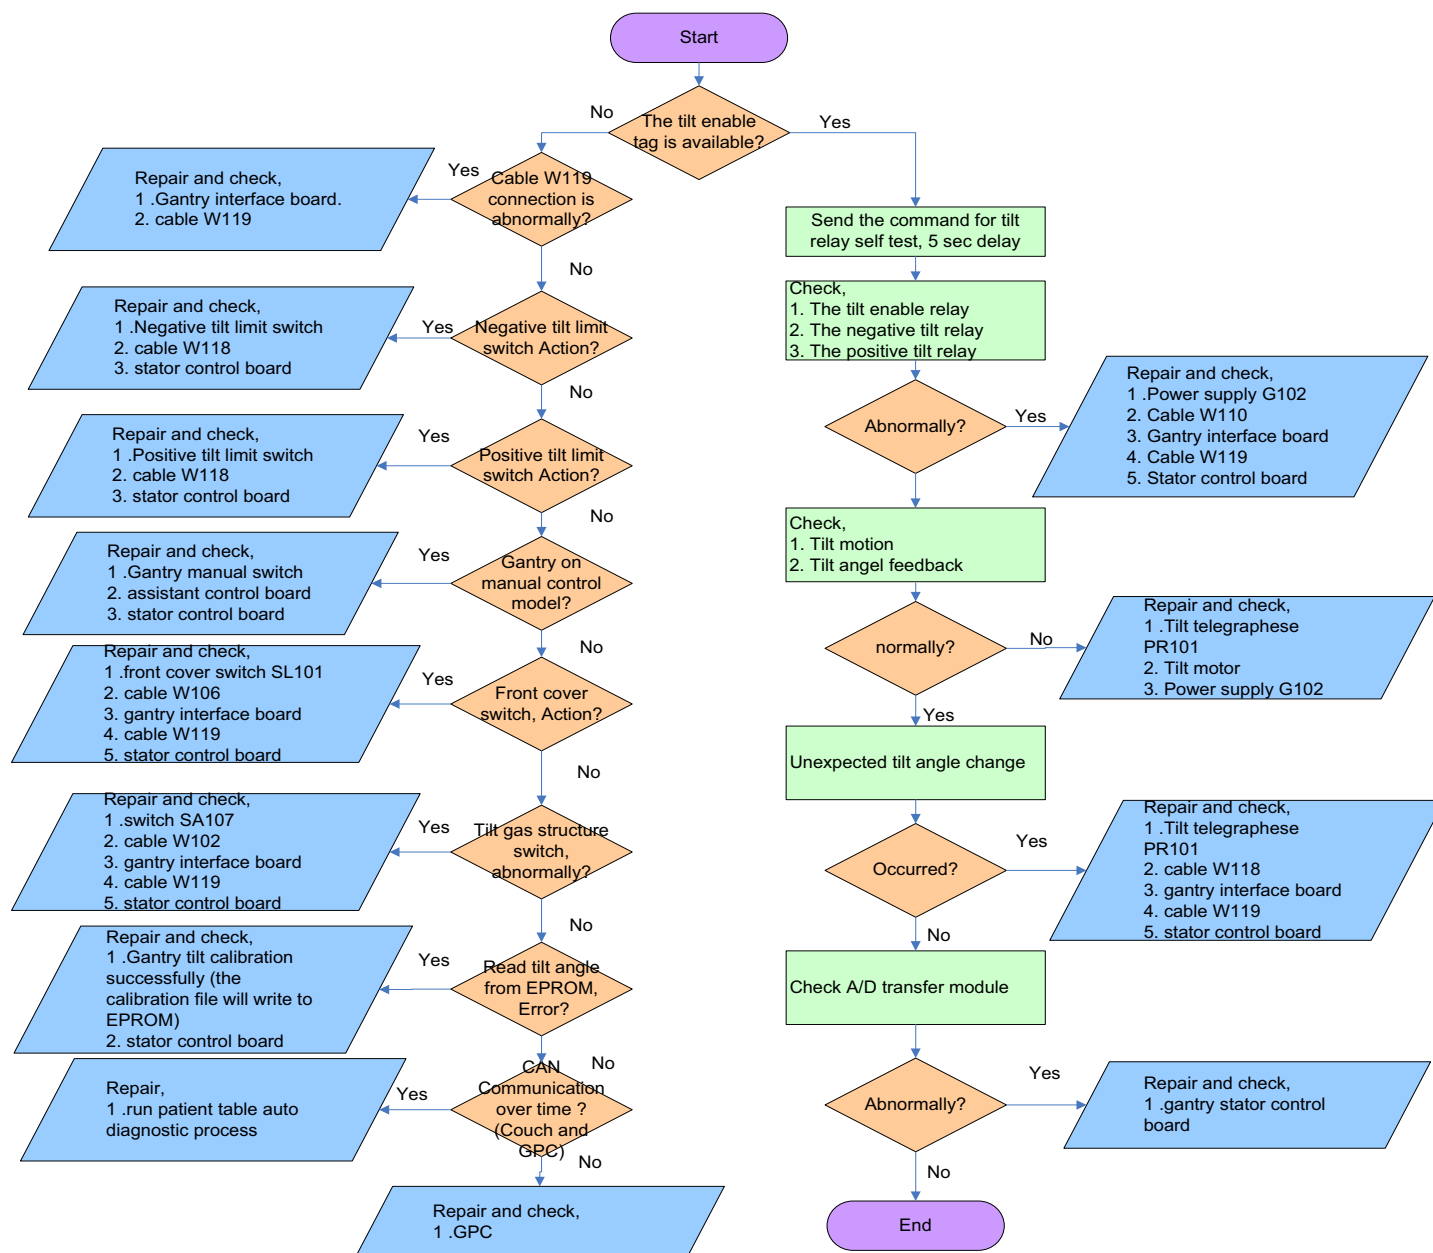 Start
The tilt enable
tag is available?
No
Yes
Cable W119
connection is
abnormally?
Yes
Repair and check,
1 .Gantry interface board.
2. cable W119
No
Negative tilt limit
switch Action?
Yes
Repair and check,
1 .Negative tilt limit switch
2. cable W118
3. stator control board
No
Positive tilt limit
switch Action?
Yes
Repair and check,
1 .Positive tilt limit switch
2. cable W118
3. stator control board
No
Gantry on
manual control
model?
Yes
Repair and check,
1 .Gantry manual switch
2. assistant control board
3. stator control board
No
Front cover
switch, Action?
Yes
Repair and check,
1 .front cover switch SL101
2. cable W106
3. gantry interface board
4. cable W119
5. stator control board
No
Tilt gas structure
switch,
abnormally?
Yes
Repair and check,
1 .switch SA107
2. cable W102
3. gantry interface board
4. cable W119
5. stator control board
No
Read tilt angle
from EPROM,
Error?
Yes
Repair and check,
1 .Gantry tilt calibration
successfully (the
calibration file will write to
EPROM)
2. stator control board
No
CAN
Communication
over time ?
(Couch and
GPC)
Yes
Repair,
1 .run patient table auto
diagnostic process
No
Repair and check,
1 .GPC
Send the command for tilt
relay self test, 5 sec delay
Check,
1. The tilt enable relay
2. The negative tilt relay
3. The positive tilt relay
Abnormally?
Yes
Repair and check,
1 .Power supply G102
2. Cable W110
3. Gantry interface board
4. Cable W119
5. Stator control board
Check,
1. Tilt motion
2. Tilt angel feedback
normally?
No
Repair and check,
1 .Tilt telegraphese
PR101
2. Tilt motor
3. Power supply G102
Yes
Unexpected tilt angle change
Occurred?
Yes
Repair and check,
1 .Tilt telegraphese
PR101
2. cable W118
3. gantry interface board
4. cable W119
5. stator control board
No
Check A/D transfer module
Abnormally?
Yes
Repair and check,
1 .gantry stator control
board
No
End